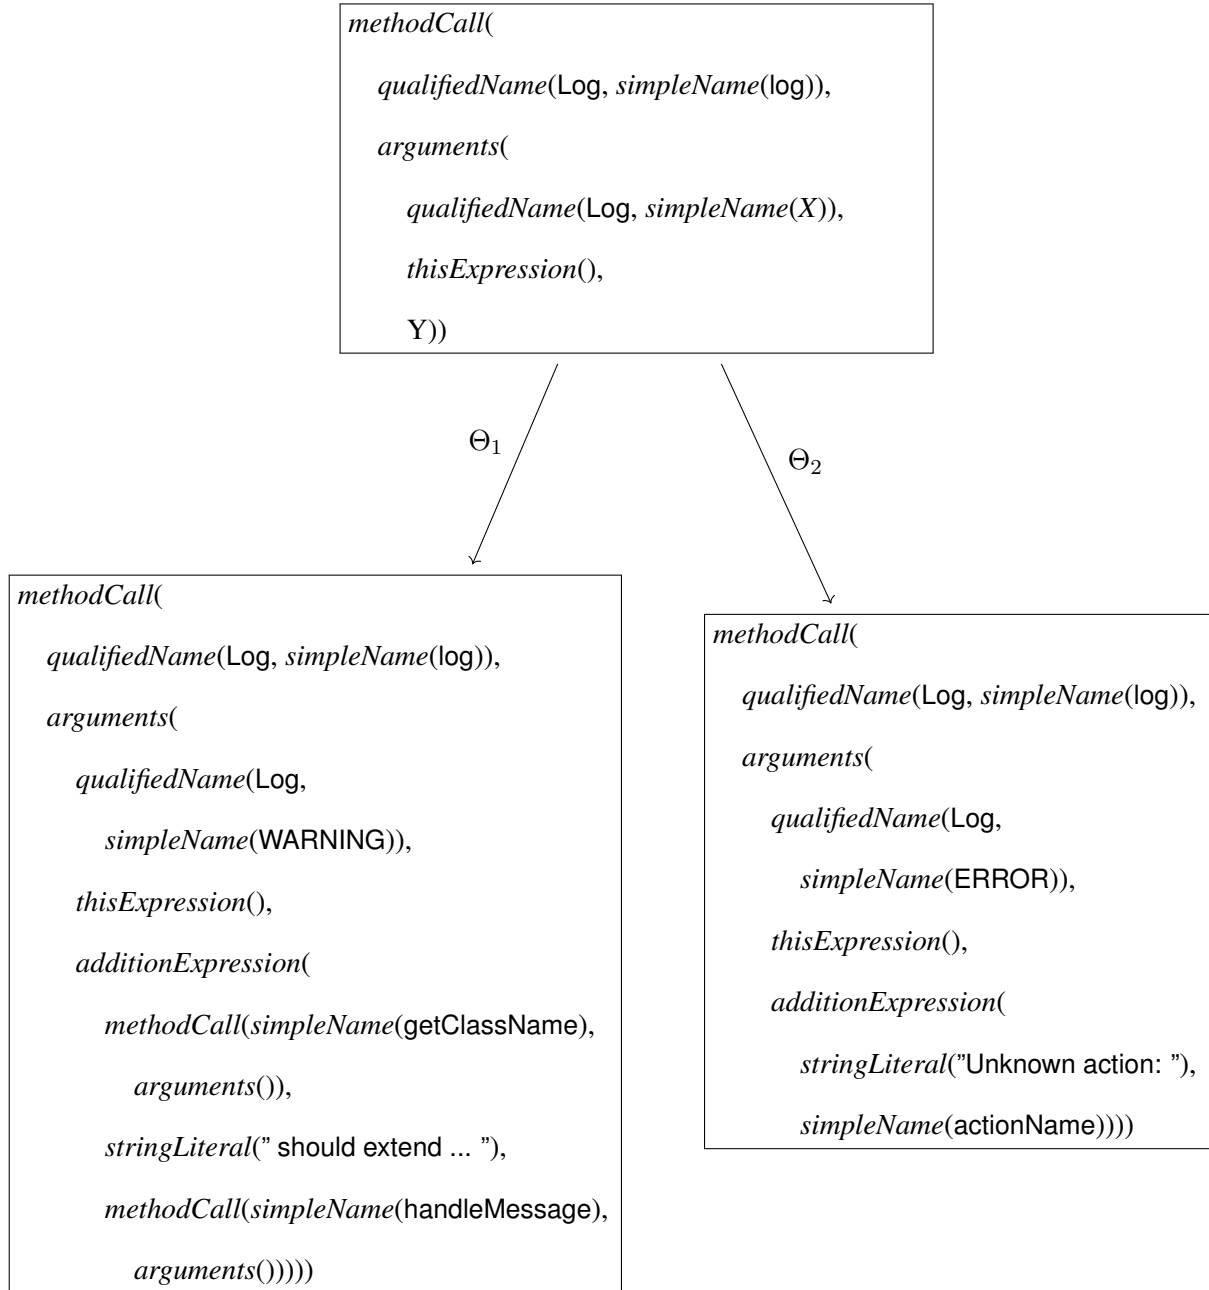 methodCall(
qualifiedName(Log, simpleName(log)),
arguments(
qualifiedName(Log, simpleName(X)),
thisExpression(),
Y))
Θ1
Θ2
methodCall(
qualifiedName(Log, simpleName(log)),
arguments(
qualifiedName(Log,
simpleName(WARNING)),
thisExpression(),
additionExpression(
methodCall(simpleName(getClassName),
arguments()),
stringLiteral(” should extend ... ”),
methodCall(simpleName(handleMessage),
arguments()))))
methodCall(
qualifiedName(Log, simpleName(log)),
arguments(
qualifiedName(Log,
simpleName(ERROR)),
thisExpression(),
additionExpression(
stringLiteral(”Unknown action: ”),
simpleName(actionName))))